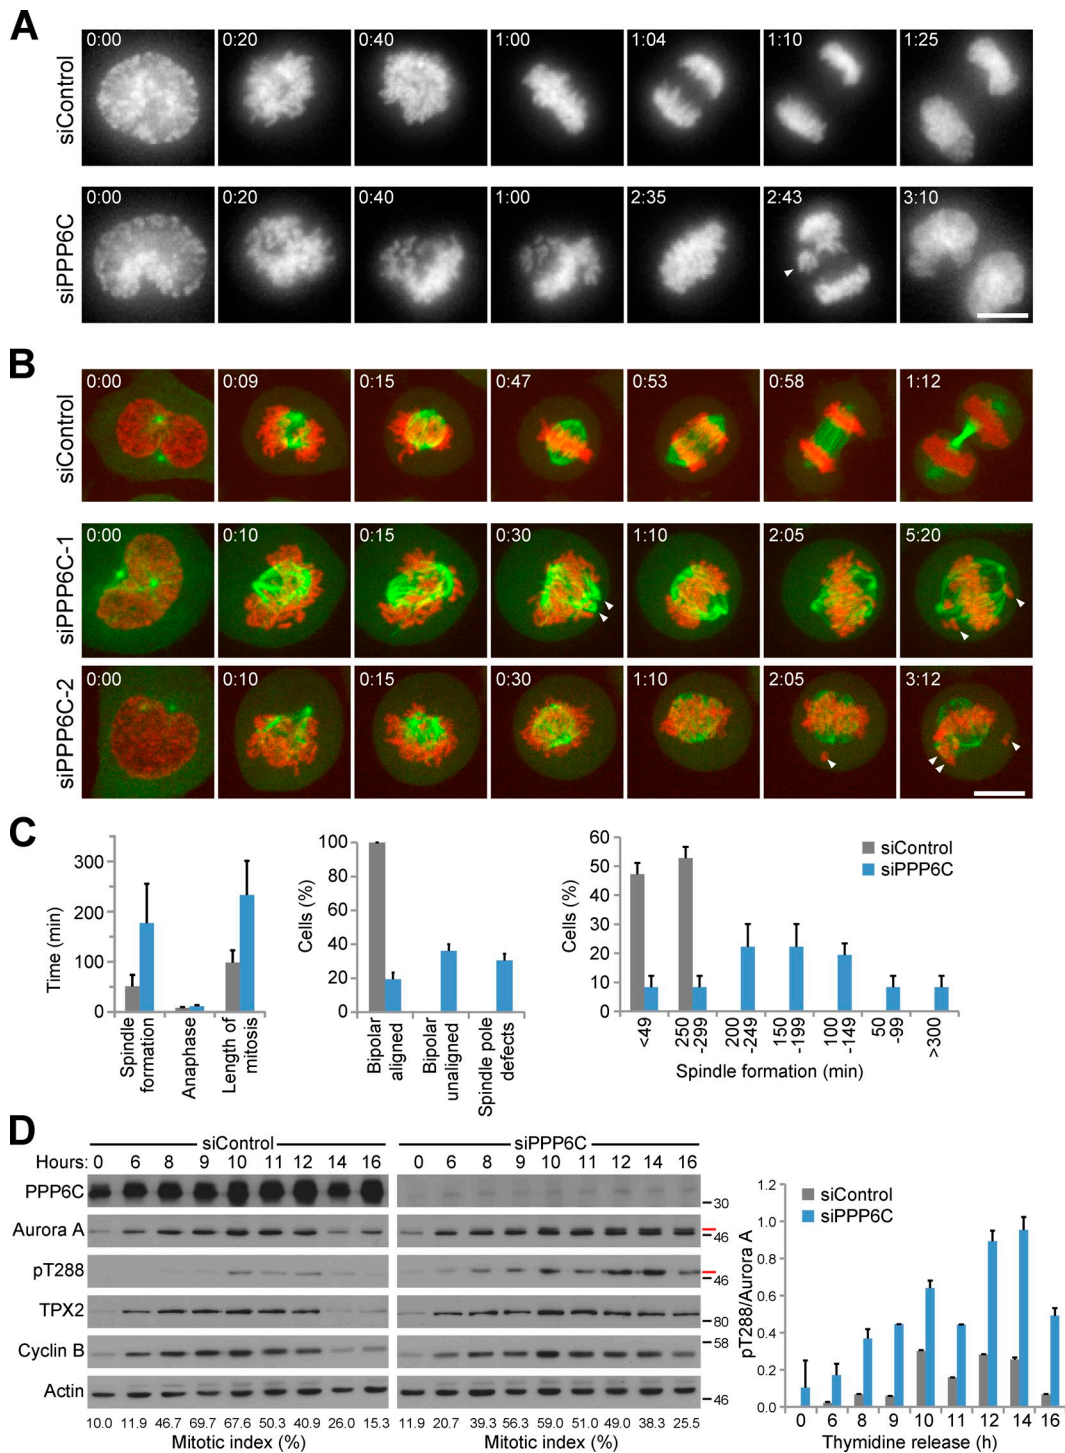 A
siControl
0:00 0:20 0:40 1:00 1:04 1:10 1:25
siPPP6C
0:00 0:20 0:40 1:00 2:35 2:43 3:10
B
siControl
0:00 0:09 0:15 0:47 0:53 0:58 1:12
siPPP6C-1
0:00 0:10 0:15 0:30 1:10 2:05 5:20
siPPP6C-2
0:00 0:10 0:15 0:30 1:10 2:05 3:12
C
Time (min)
300
200
100
0
Spindle
formation
Anaphase
Length of
mitosis
Cells (%)
100
80
60
40
20
0
Bipolar
aligned
Bipolar
unaligned
Spindle pole
defects
Cells (%)
60
50
40
30
20
10
0
siControl
siPPP6C
<49
250
-299
200
-249
150
-199
100
-149
50
-99
>300
Spindle formation (min)
D
siControl siPPP6C
Hours: 0 6 8 9 10 11 12 14 16 0 6 8 9 10 11 12 14 16
PPP6C
30
Aurora A
46
pT288
46
TPX2
80
Cyclin B
58
Actin
46
10.0 11.9 46.7 69.7 67.6 50.3 40.9 26.0 15.3 11.9 20.7 39.3 56.3 59.0 51.0 49.0 38.3 25.5
Mitotic index (%) Mitotic index (%)
pT288/Aurora A
1.2
1.0
0.8
0.6
0.4
0.2
0.0
siControl
siPPP6C
0 6 8 9 10 11 12 14 16
Thymidine release (h)